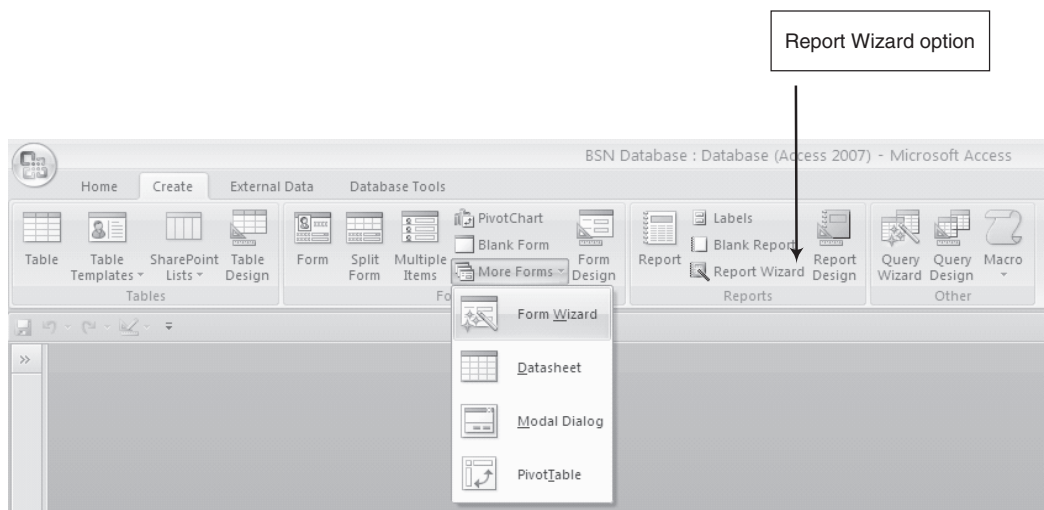 Report Wizard option
BSN Database : Database (Access 2007) - Microsoft Access
Home Create External Data Database Tools
Table
Table Templates
SharePoint Lists
Table Design
Tables
Form
Split Form
Multiple Items
PivotChart
Blank Form
More Forms
Form Design
Fo
Report
Labels
Blank Report
Report Wizard
Report Design
Reports
Query Wizard
Query Design
Macro
Other
Form Wizard
Datasheet
Modal Dialog
PivotTable